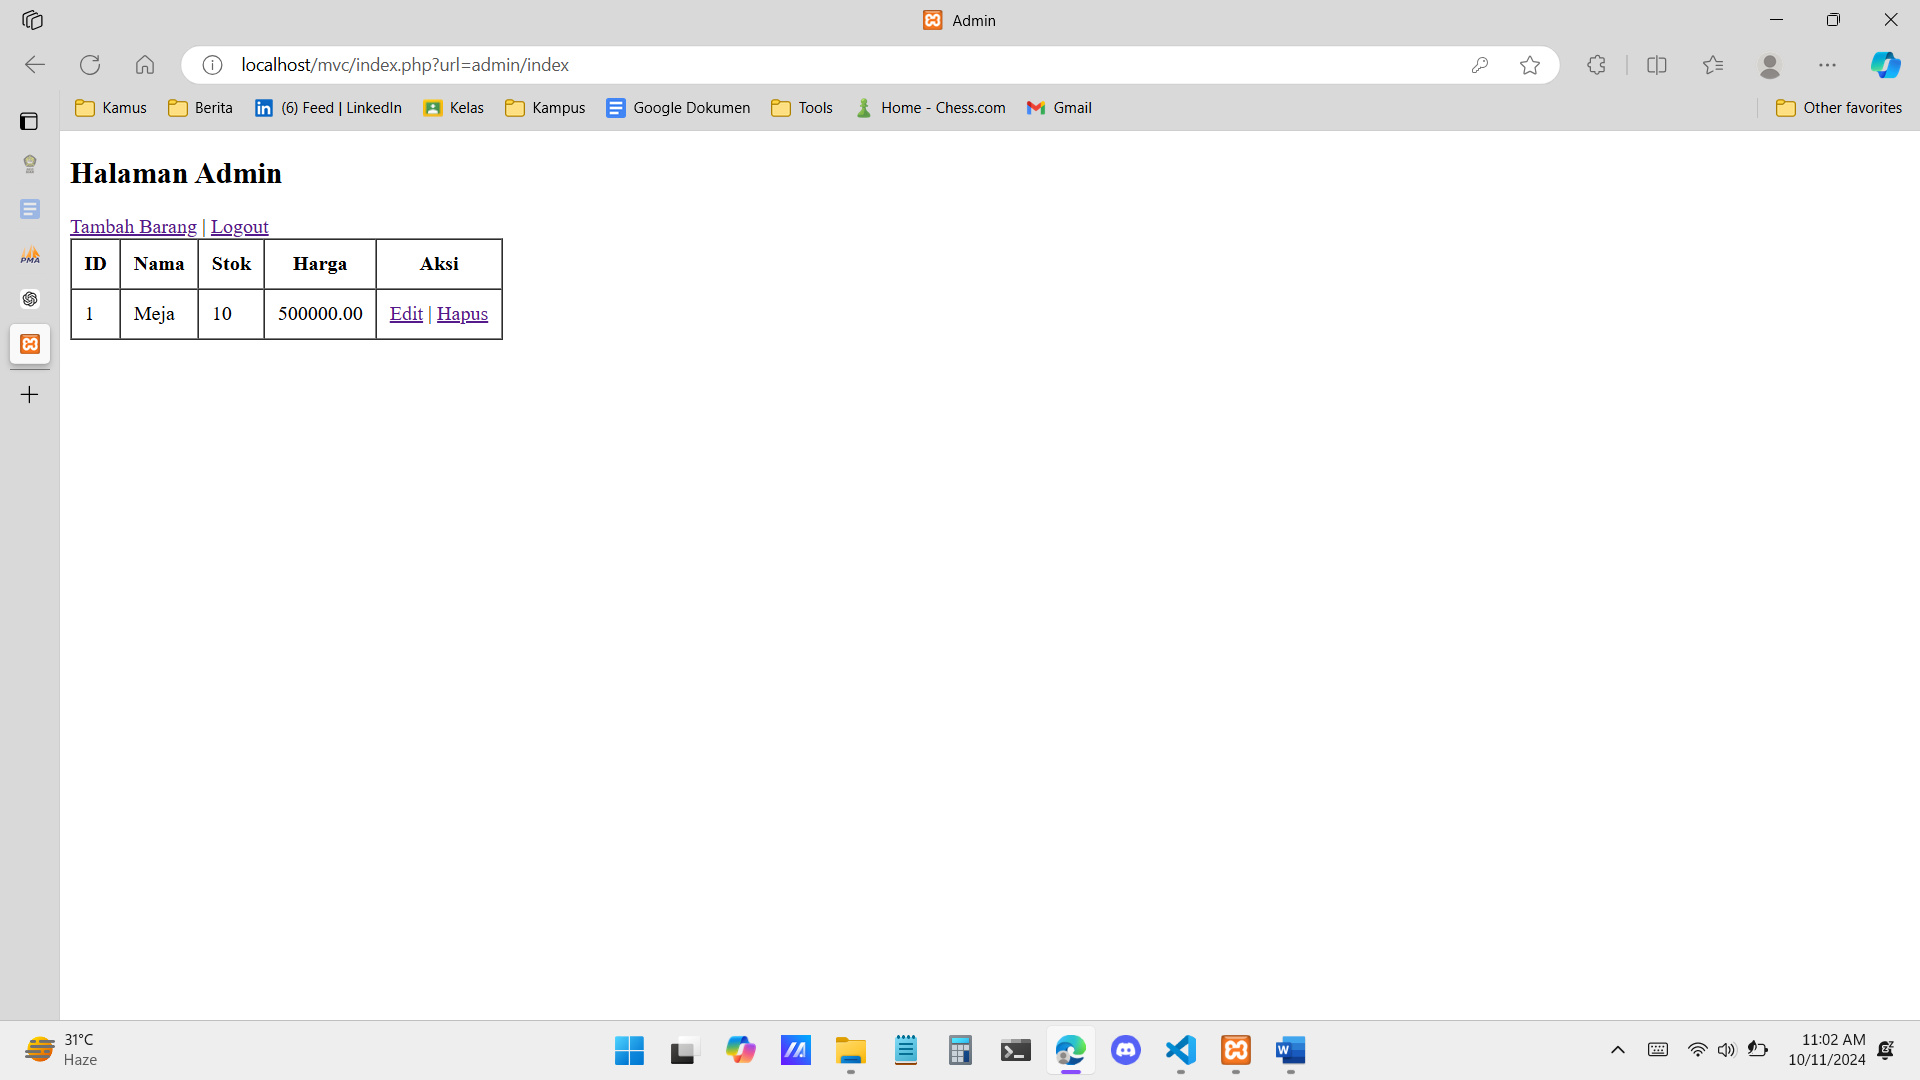 Admin
localhost/mvc/index.php?url=admin/index
Kamus Berita (6) Feed | LinkedIn Kelas Kampus Google Dokumen Tools Home - Chess.com Gmail Other favorites
Halaman Admin
Tambah Barang | Logout
ID Nama Stok Harga Aksi
1 Meja 10 500000.00 Edit | Hapus
PMA
31°C
Haze
11:02 AM
10/11/2024